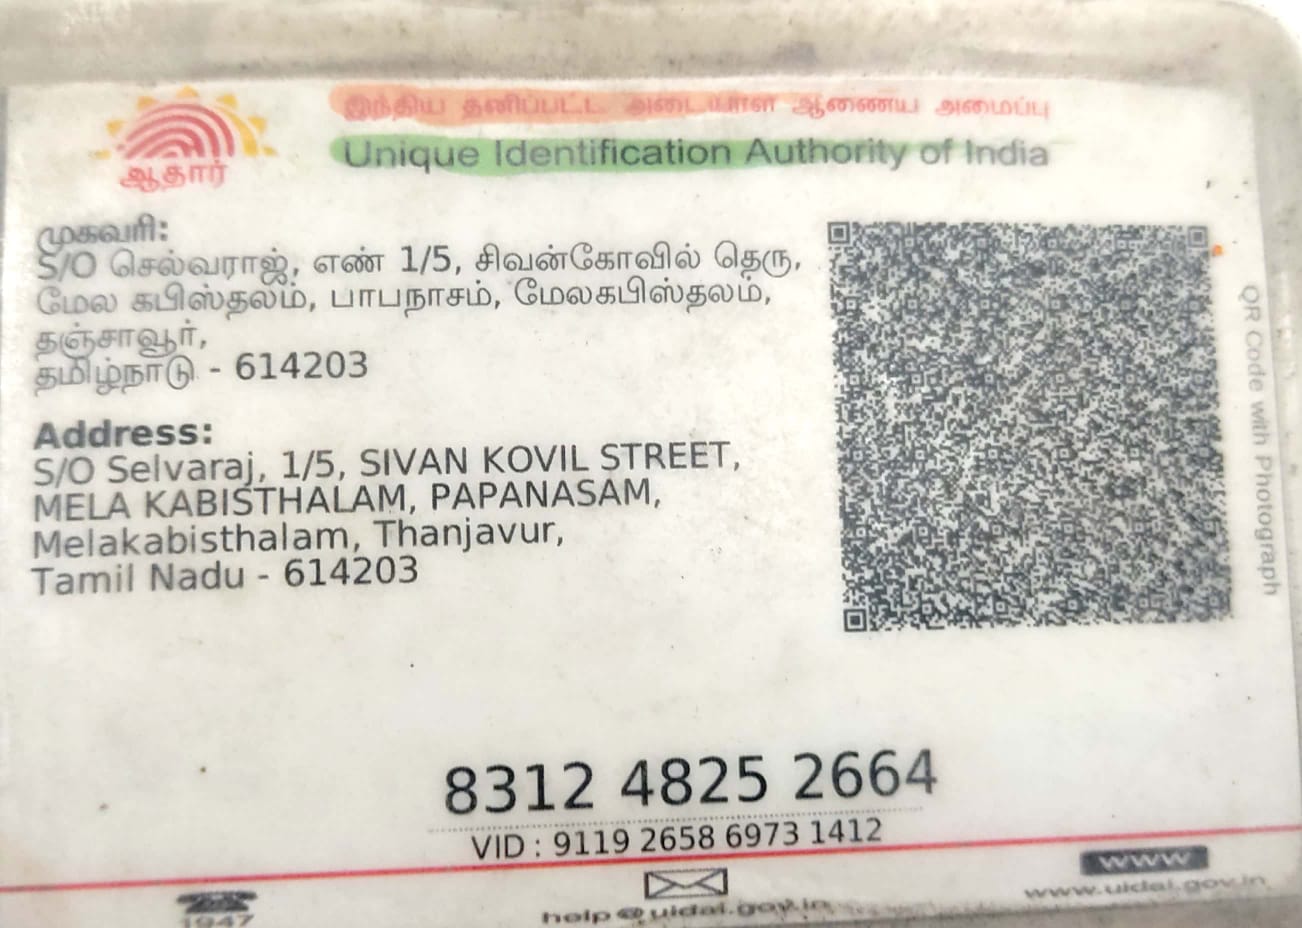 இந்திய தனிப்பட்ட அடையாள ஆணைய அமைப்பு
Unique Identification Authority of India
ஆதார்
முகவரி:
S/O செல்வராஜ், எண் 1/5, சிவன்கோவில் தெரு,
மேல கபிஸ்தலம், பாபநாசம், மேலகபிஸ்தலம்,
தஞ்சாவூர்,
தமிழ்நாடு - 614203
Address:
S/O Selvaraj, 1/5, SIVAN KOVIL STREET,
MELA KABISTHALAM, PAPANASAM,
Melakabisthalam, Thanjavur,
Tamil Nadu - 614203
QR Code with Photograph
8312 4825 2664
VID : 9119 2658 6973 1412
1947
help@uidai.gov.in
WWW
www.uidai.gov.in